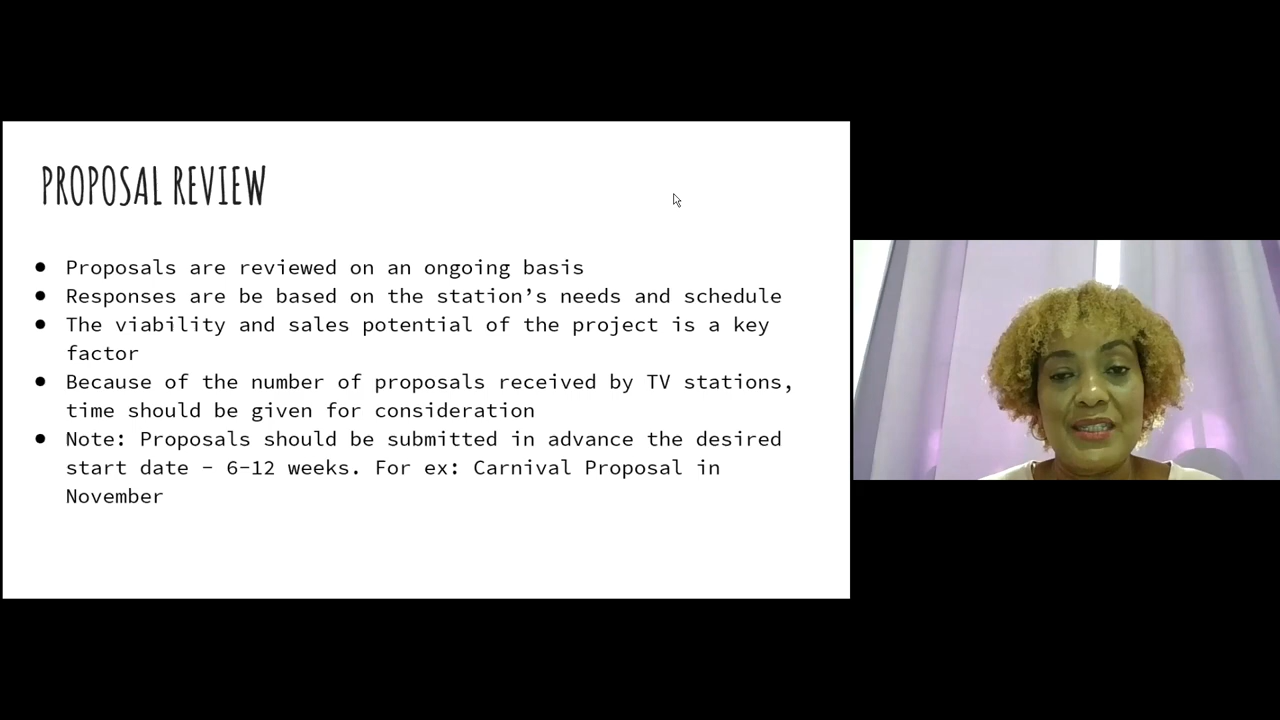 PROPOSAL REVIEW
● Proposals are reviewed on an ongoing basis
● Responses are be based on the station’s needs and schedule
● The viability and sales potential of the project is a key
factor
● Because of the number of proposals received by TV stations,
time should be given for consideration
● Note: Proposals should be submitted in advance the desired
start date – 6-12 weeks. For ex: Carnival Proposal in
November